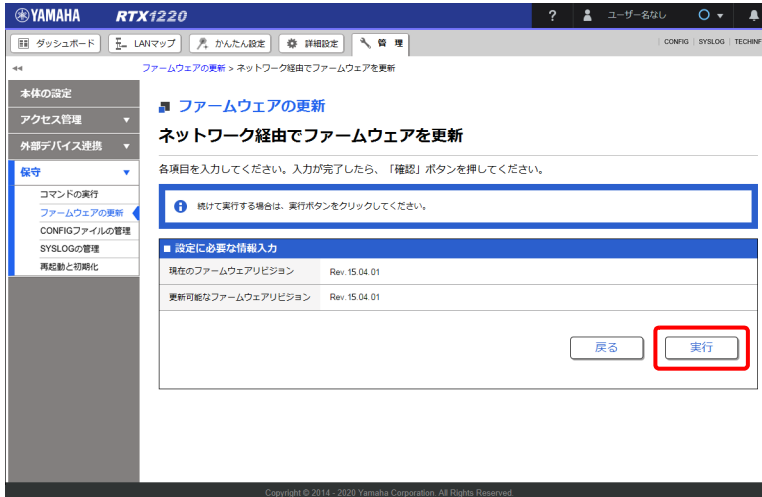 YAMAHA RTX1220 ? ユーザーなし
ダッシュボード LANマップ かんたん設定 詳細設定 管 理 CONFIG | SYSLOG | TECHINF
ファームウェアの更新 > ネットワーク経由でファームウェアを更新
本体の設定
アクセス管理
外部デバイス連携
保守
コマンドの実行
ファームウェアの更新
CONFIGファイルの管理
SYSLOGの管理
再起動と初期化
ファームウェアの更新
ネットワーク経由でファームウェアを更新
各項目を入力してください。入力が完了したら、「確認」ボタンを押してください。
続けて実行する場合は、実行ボタンをクリックしてください。
■ 設定に必要な情報入力
現在のファームウェアリビジョン Rev.15.04.01
更新可能なファームウェアリビジョン Rev.15.04.01
戻る 実行
Copyright © 2014 - 2020 Yamaha Corporation. All Rights Reserved.